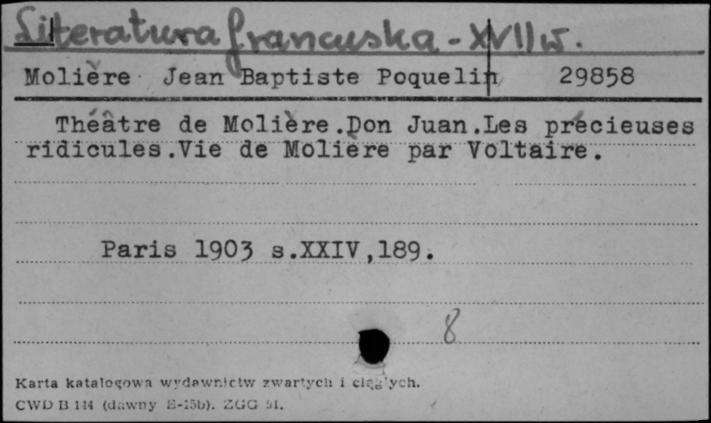 Literatura francuska - XVII w.
Molière Jean Baptiste Poquelin 29858
Théâtre de Molière.Don Juan.Les précieuses
ridicules.Vie de Molière par Voltaire.
Paris 1903 s.XXIV,189.
8
Karta katalogowa wydawnictw zwartych i ciągłych.
CWD B 144 (dawny E-15b). ZGG 51.